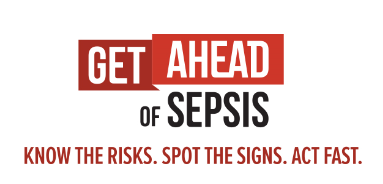 GET AHEAD
OF SEPSIS
KNOW THE RISKS. SPOT THE SIGNS. ACT FAST.